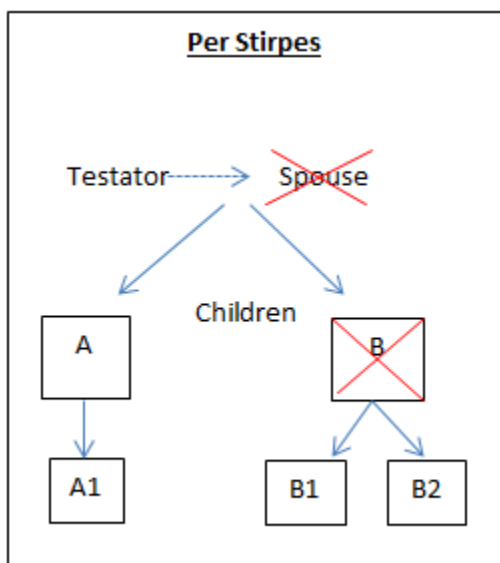 Per Stirpes
Testator Spouse
Children
A B
A1 B1 B2